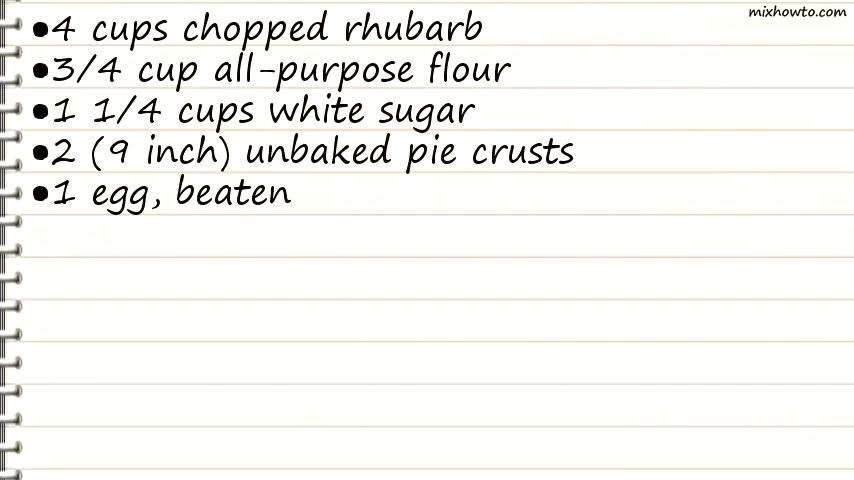 mixhowto.com
•4 cups chopped rhubarb
•3/4 cup all-purpose flour
•1 1/4 cups white sugar
•2 (9 inch) unbaked pie crusts
•1 egg, beaten